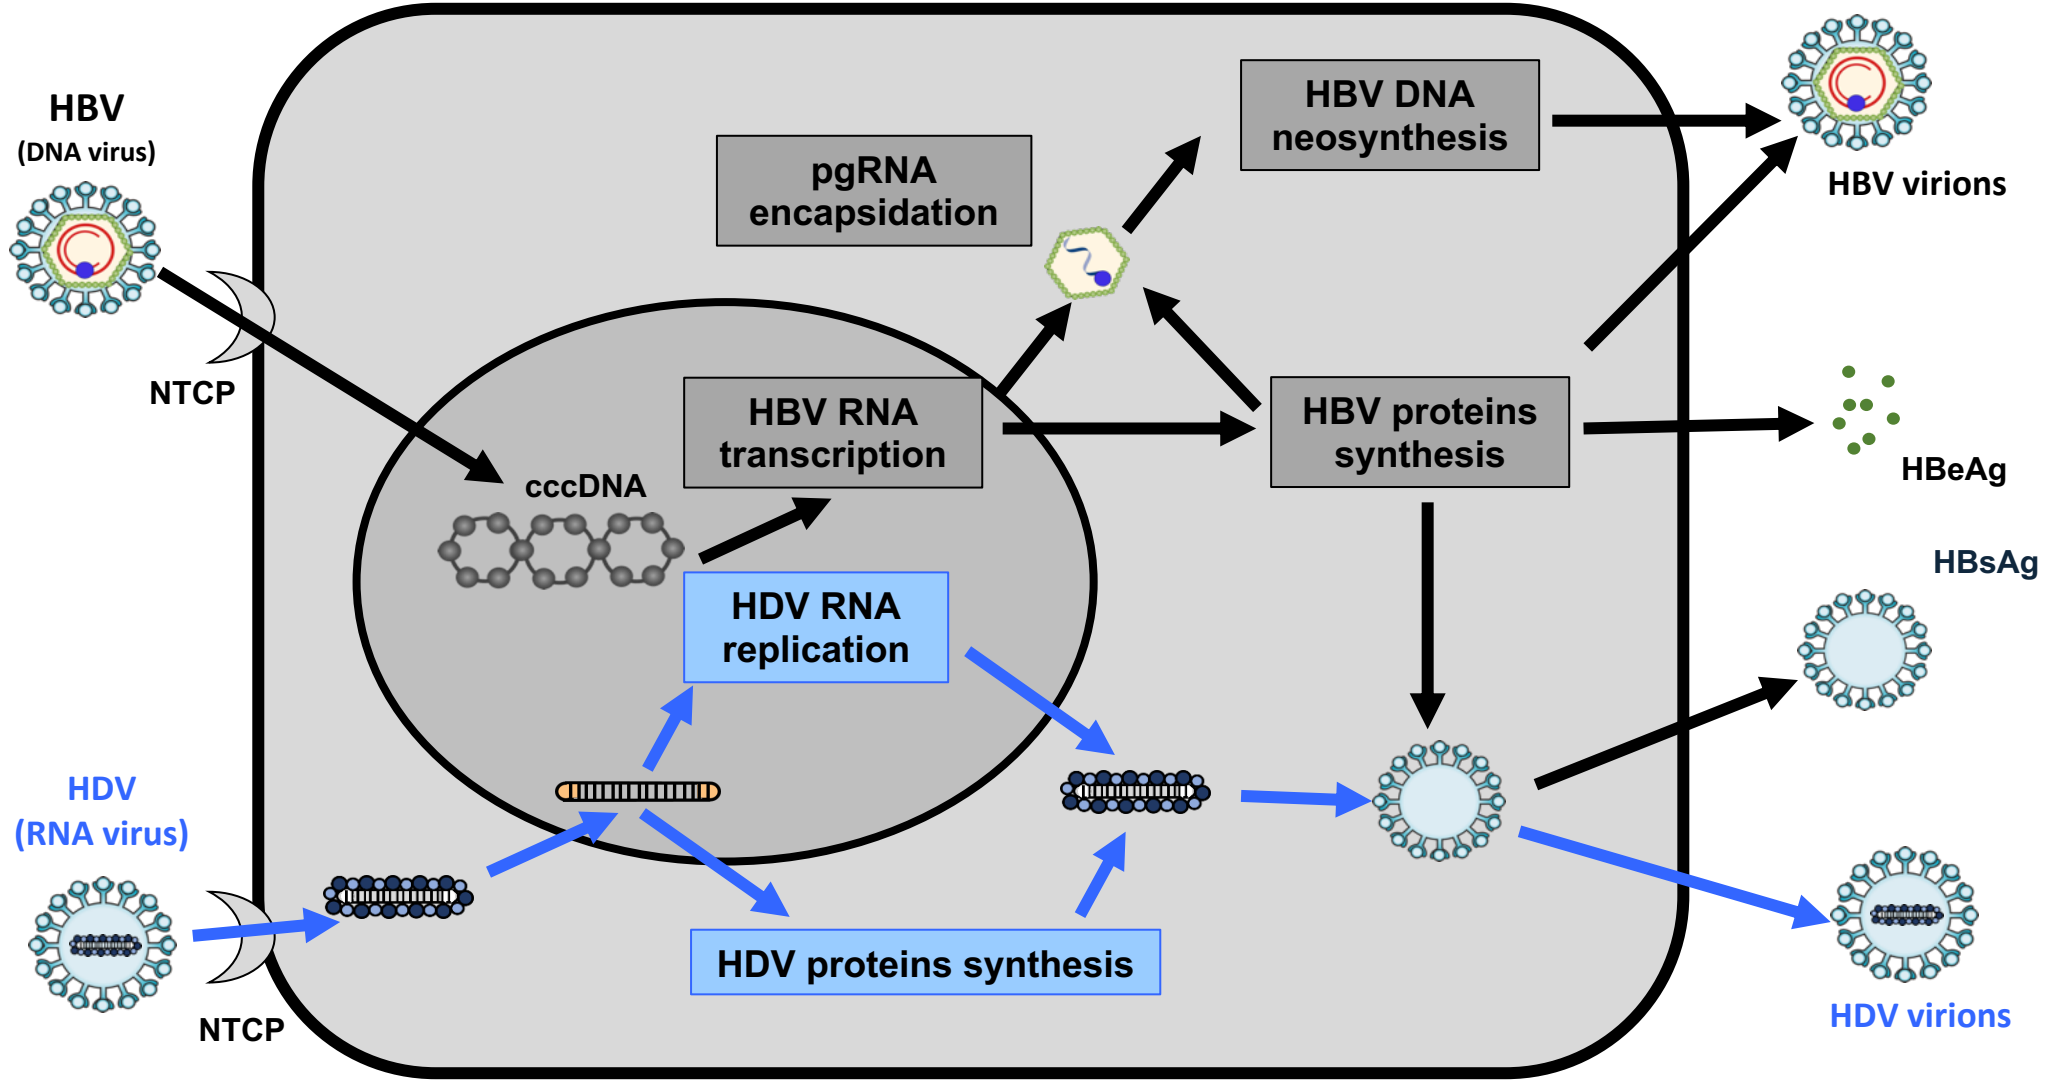 HBV
(DNA virus)
NTCP
HBV DNA
neosynthesis
pgRNA
encapsidation
HBV virions
HBV RNA
transcription
HBV proteins
synthesis
HBeAg
cccDNA
HBsAg
HDV RNA
replication
HDV
(RNA virus)
NTCP
HDV proteins synthesis
HDV virions